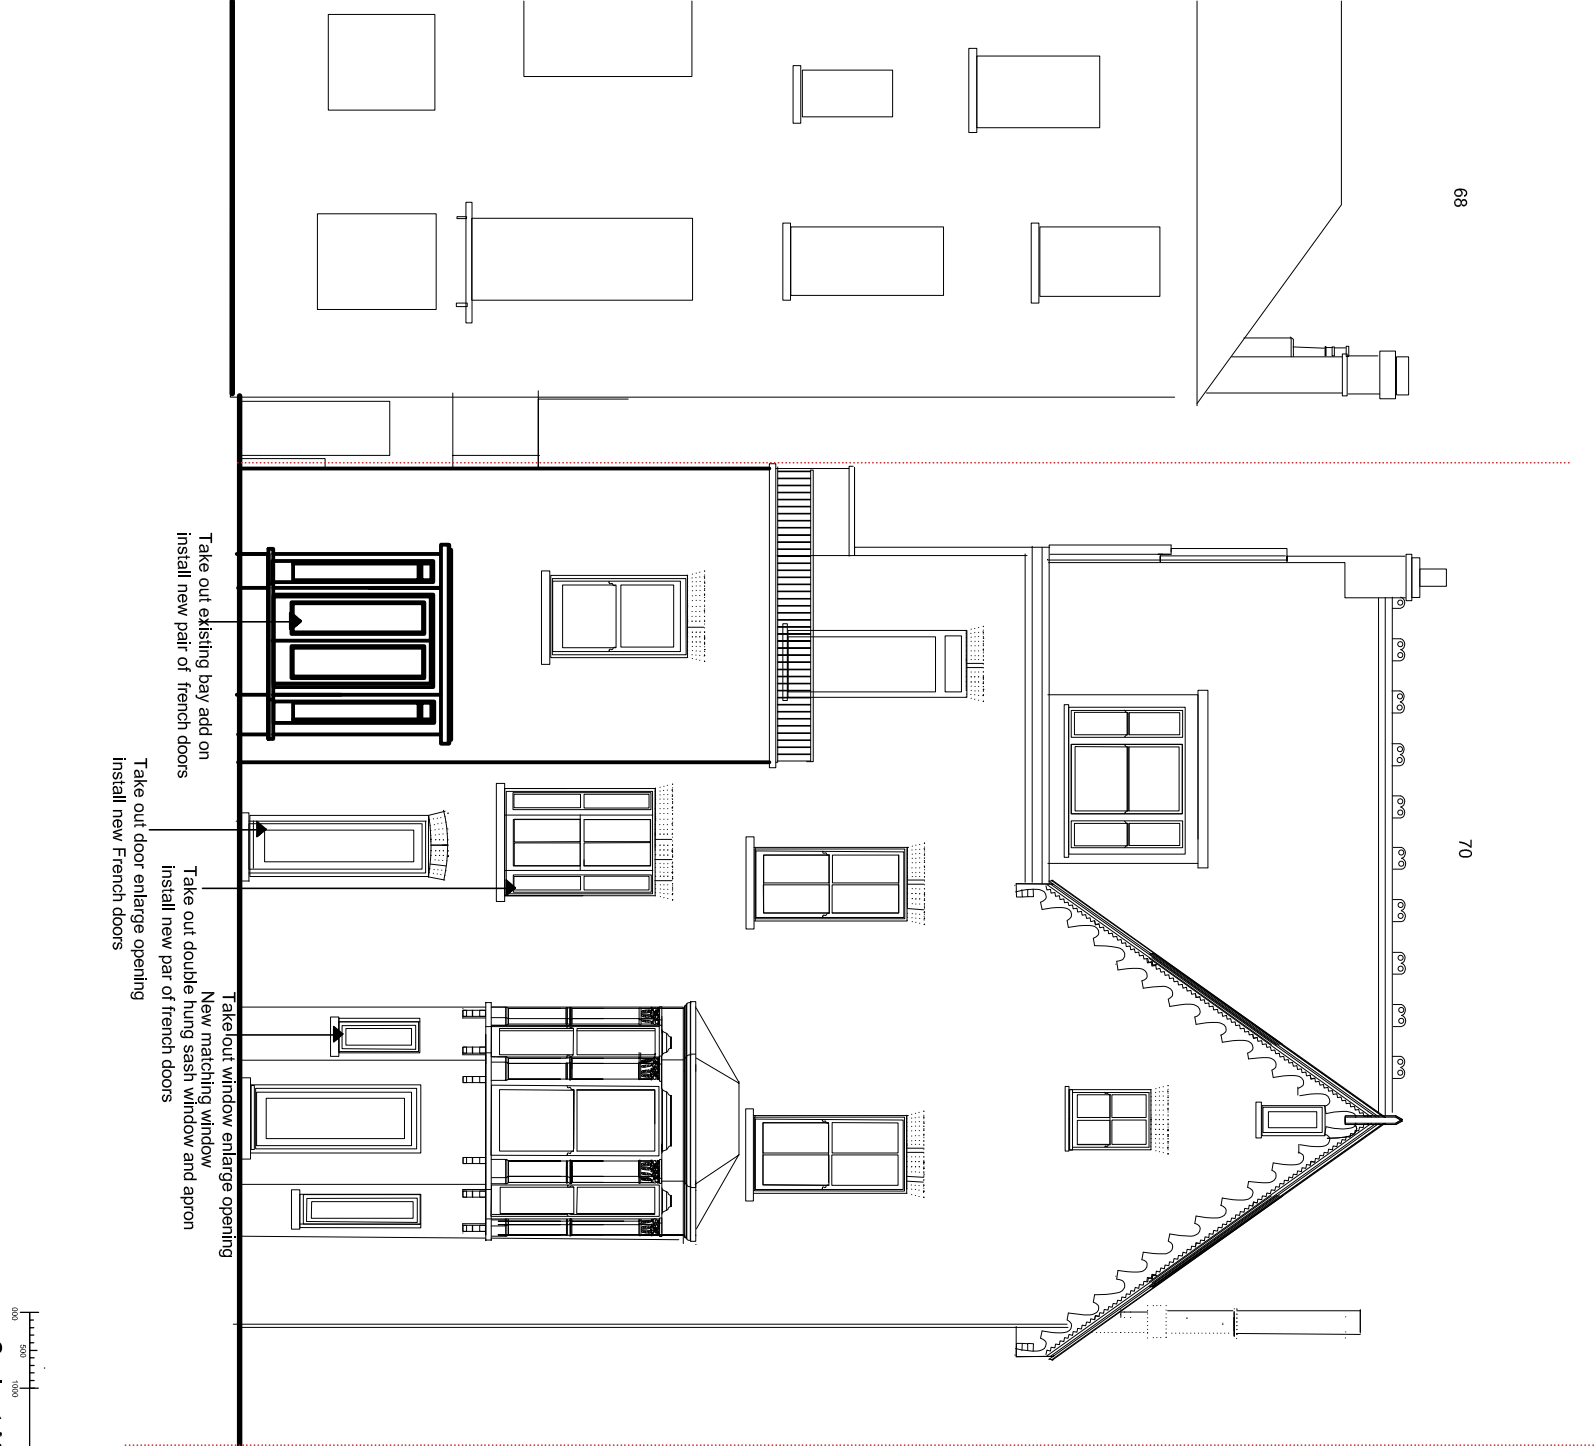 68
70
Take out existing bay add on
install new pair of french doors
Take out door enlarge opening
install new French doors
Take out double hung sash window and apron
install new par of french doors
Take out window enlarge opening
New matching window
000
500
1000